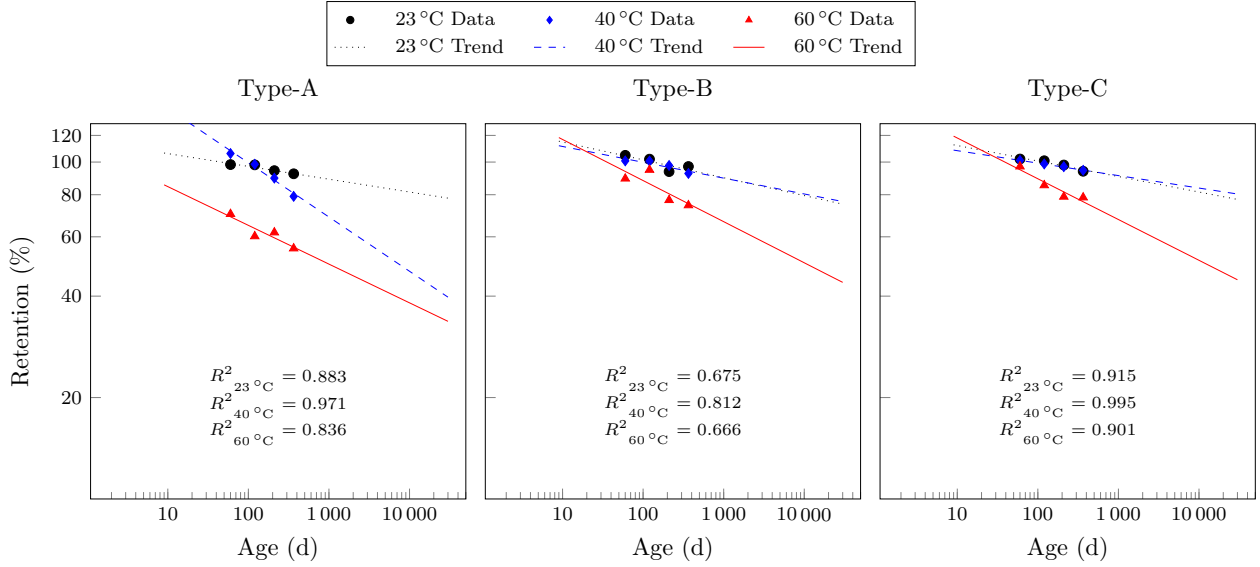 23 °C Data 40 °C Data 60 °C Data
23 °C Trend 40 °C Trend 60 °C Trend
Type-A Type-B Type-C
Retention (%)
120
100
80
60
40
20
R²23 °C = 0.883
R²40 °C = 0.971
R²60 °C = 0.836
R²23 °C = 0.675
R²40 °C = 0.812
R²60 °C = 0.666
R²23 °C = 0.915
R²40 °C = 0.995
R²60 °C = 0.901
10 100 1 000 10 000
10 100 1 000 10 000
10 100 1 000 10 000
Age (d) Age (d) Age (d)